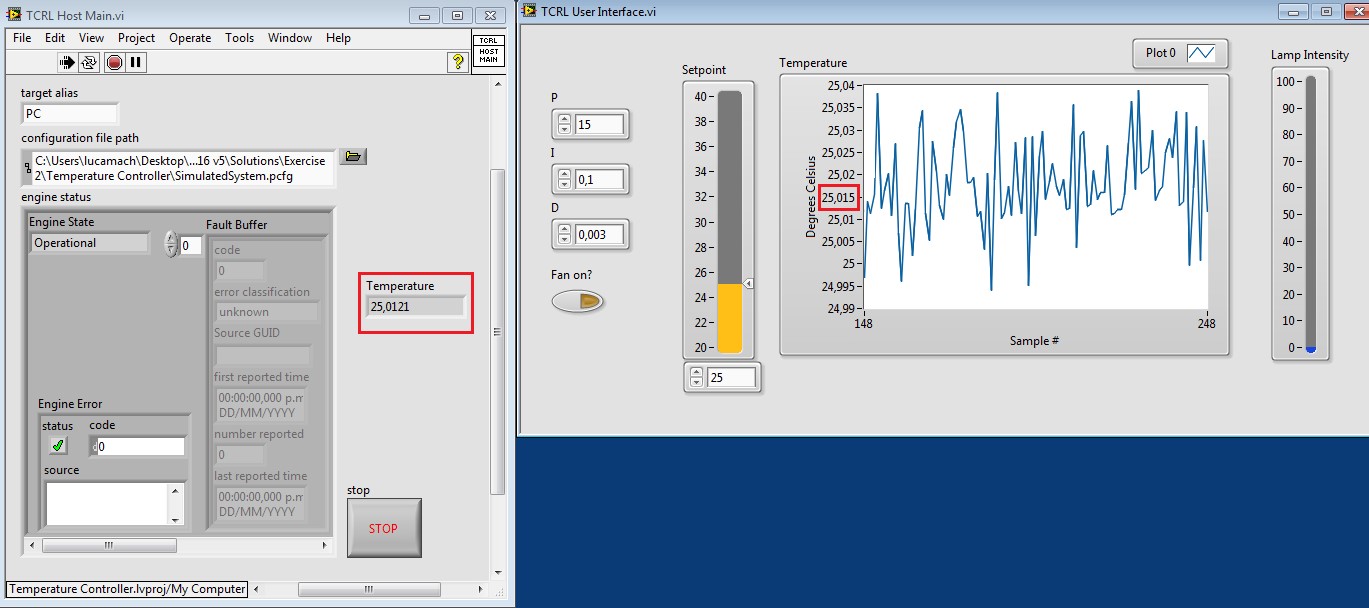 TCRL Host Main.vi
File Edit View Project Operate Tools Window Help
TCRL
HOST
MAIN
?
target alias
PC
configuration file path
C:\Users\lucamach\Desktop\...16 v5\Solutions\Exercise
2\Temperature Controller\SimulatedSystem.pcfg
engine status
Engine State
Operational
0
Fault Buffer
code
0
error classification
unknown
Source GUID
first reported time
00:00:00,000 p.m
DD/MM/YYYY
number reported
0
last reported time
00:00:00,000 p.m
DD/MM/YYYY
Engine Error
status
code
d0
source
Temperature
25,0121
stop
STOP
Temperature Controller.lvproj/My Computer
TCRL User Interface.vi
P
15
I
0,1
D
0,003
Fan on?
Setpoint
40
38
36
34
32
30
28
26
24
22
20
25
Temperature
Plot 0
Degrees Celsius
25,04
25,035
25,03
25,025
25,02
25,015
25,01
25,005
25
24,995
24,99
148
248
Sample #
Lamp Intensity
100
90
80
70
60
50
40
30
20
10
0